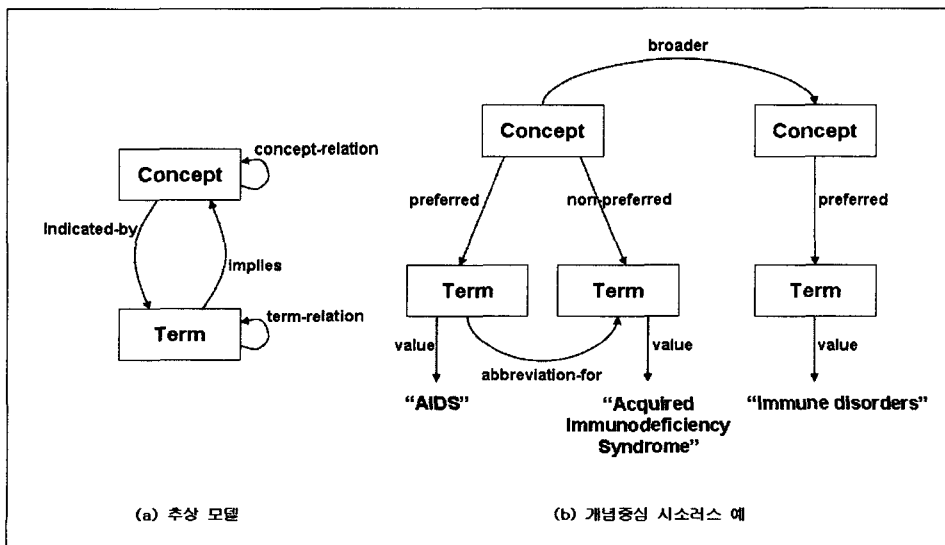 broader
Concept
Concept
concept-relation
Concept
preferred
non-preferred
preferred
Indicated-by
implies
Term
Term
Term
term-relation
Term
value
value
value
abbreviation-for
"AIDS"
"Acquired
Immunodeficiency
Syndrome"
"Immune disorders"
(a) 추상 모델
(b) 개념중심 시소러스 예